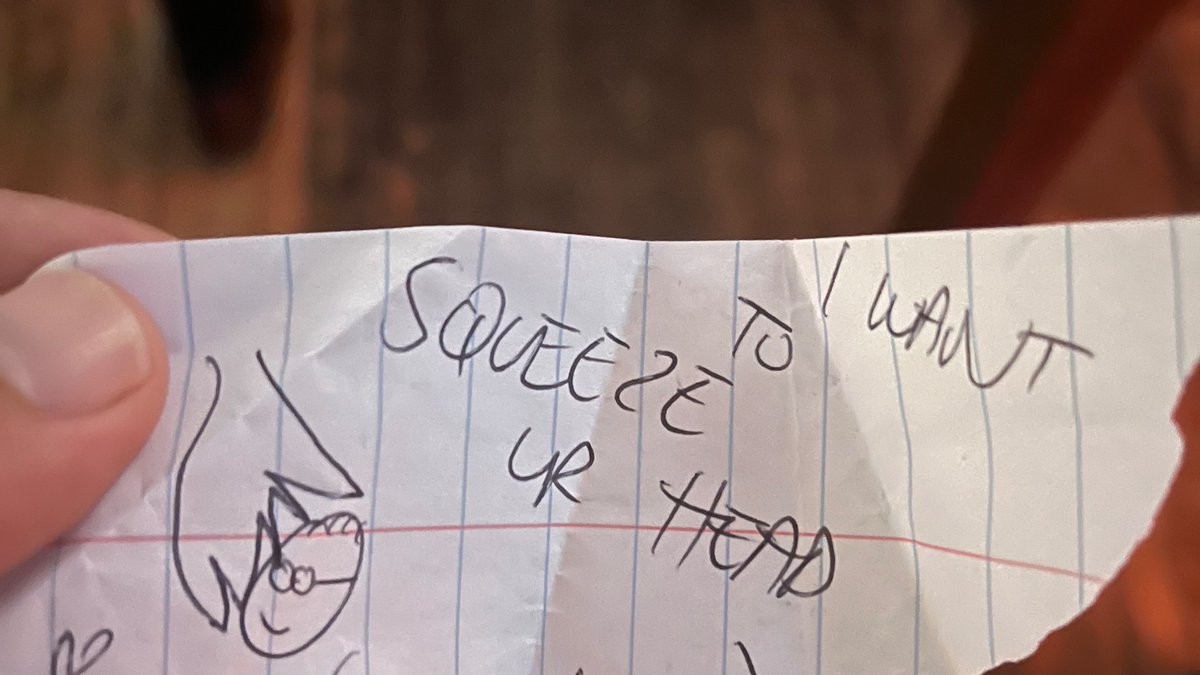 I WANT
TO
SQUEEZE
UR HEAD